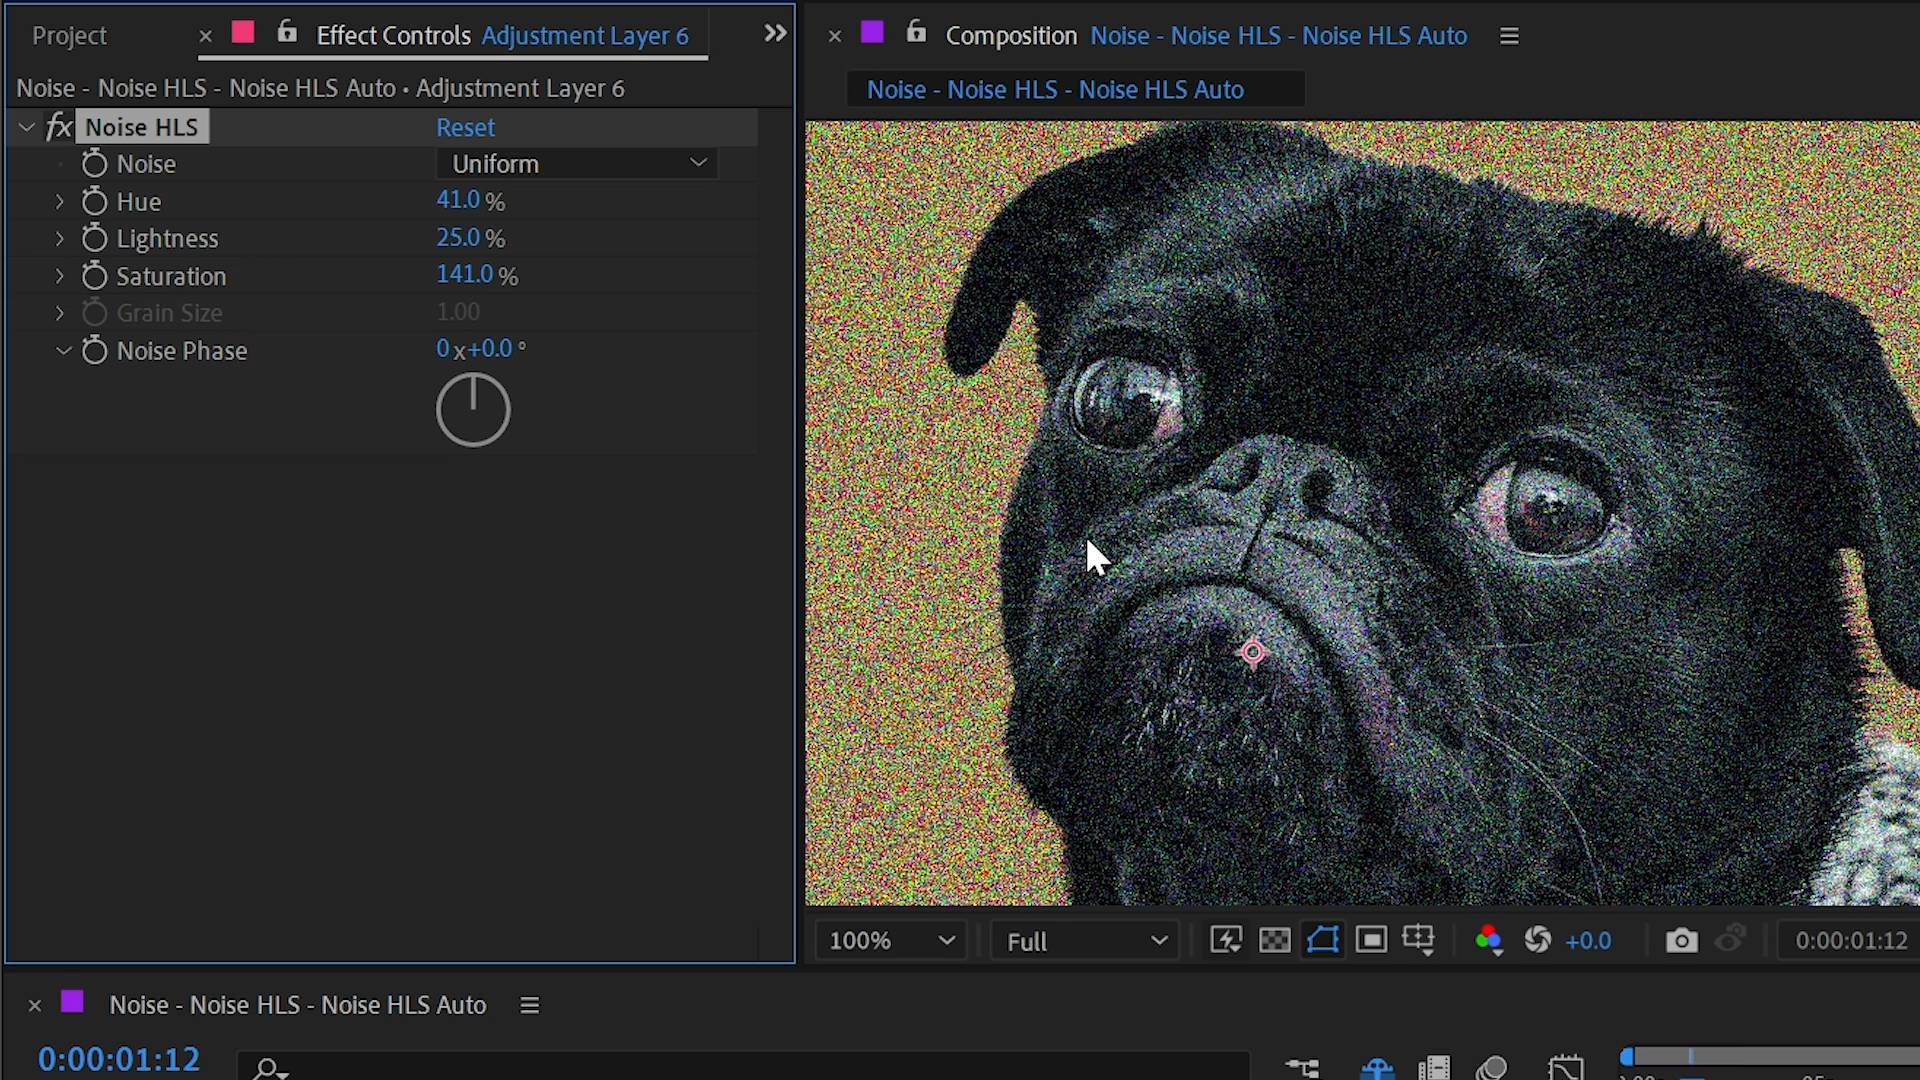 Project
Effect Controls Adjustment Layer 6
Noise - Noise HLS - Noise HLS Auto • Adjustment Layer 6
fx Noise HLS Reset
Noise Uniform
Hue 41.0 %
Lightness 25.0 %
Saturation 141.0 %
Grain Size 1.00
Noise Phase 0 x+0.0 °
Composition Noise - Noise HLS - Noise HLS Auto
Noise - Noise HLS - Noise HLS Auto
100% Full +0.0 0:00:01:12
Noise - Noise HLS - Noise HLS Auto
0:00:01:12